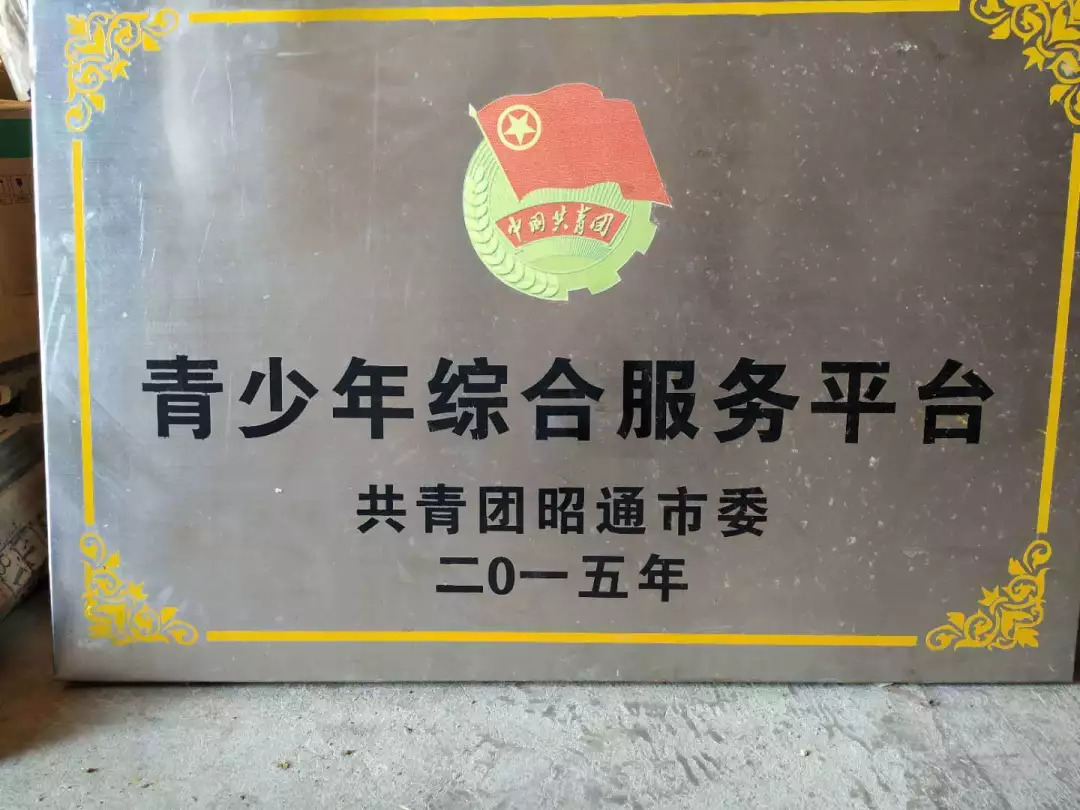 中国共青团
青少年综合服务平台
共青团昭通市委
二0一五年